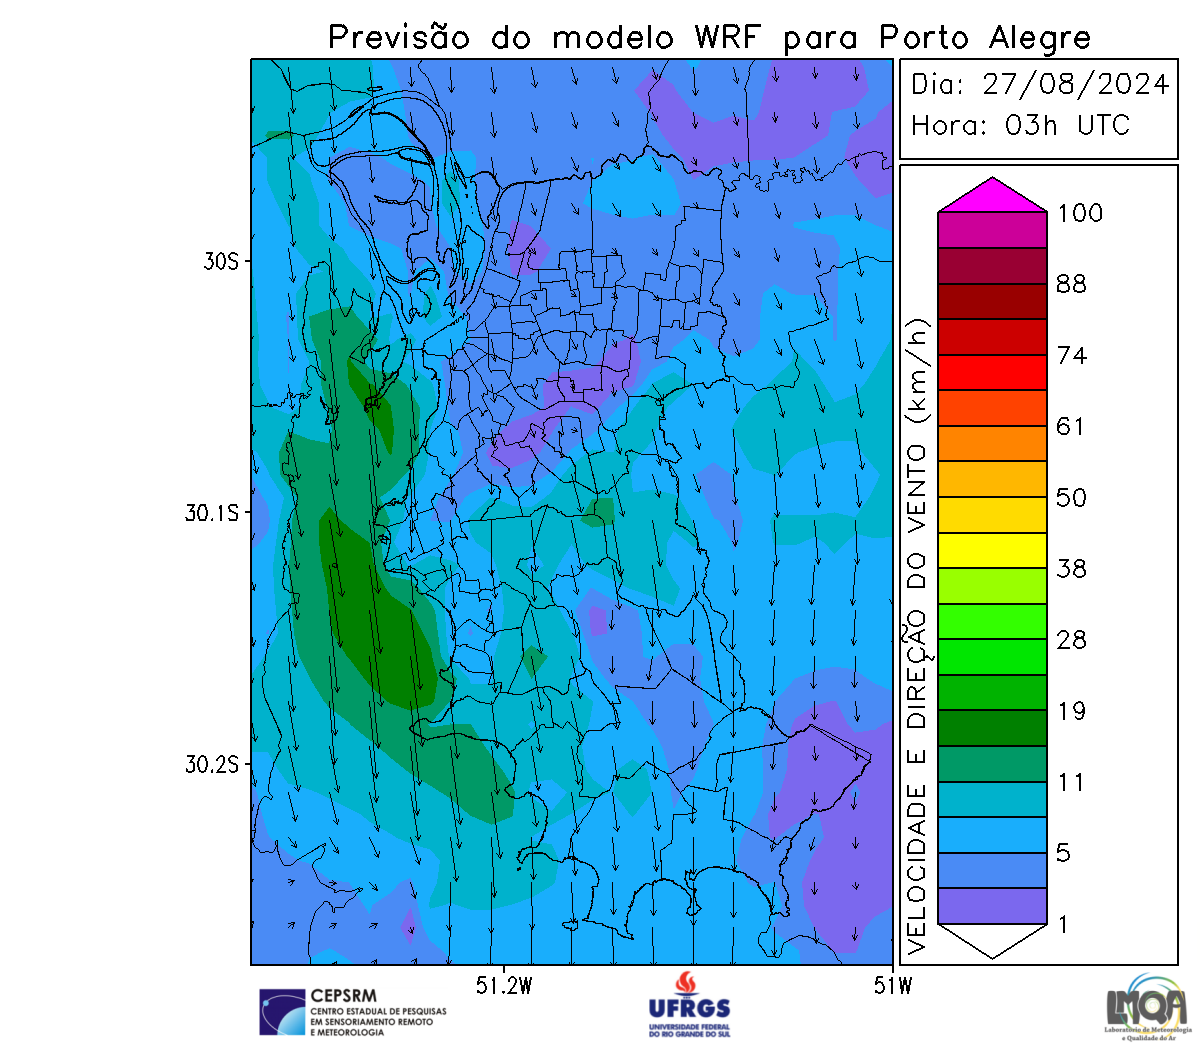 Previsão do modelo WRF para Porto Alegre
Dia: 27/08/2024
Hora: 03h UTC
30S
30.1S
30.2S
51.2W
51W
VELOCIDADE E DIREÇÃO DO VENTO (km/h)
100
88
74
61
50
38
28
19
11
5
1
CEPSRM
CENTRO ESTADUAL DE PESQUISAS
EM SENSORIAMENTO REMOTO
E METEOROLOGIA
UFRGS
UNIVERSIDADE FEDERAL
DO RIO GRANDE DO SUL
LMQA
Laboratório de Meteorologia
e Qualidade do Ar